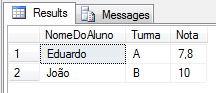 Results Messages
NomeDoAluno Turma Nota
1 Eduardo A 7,8
2 João B 10